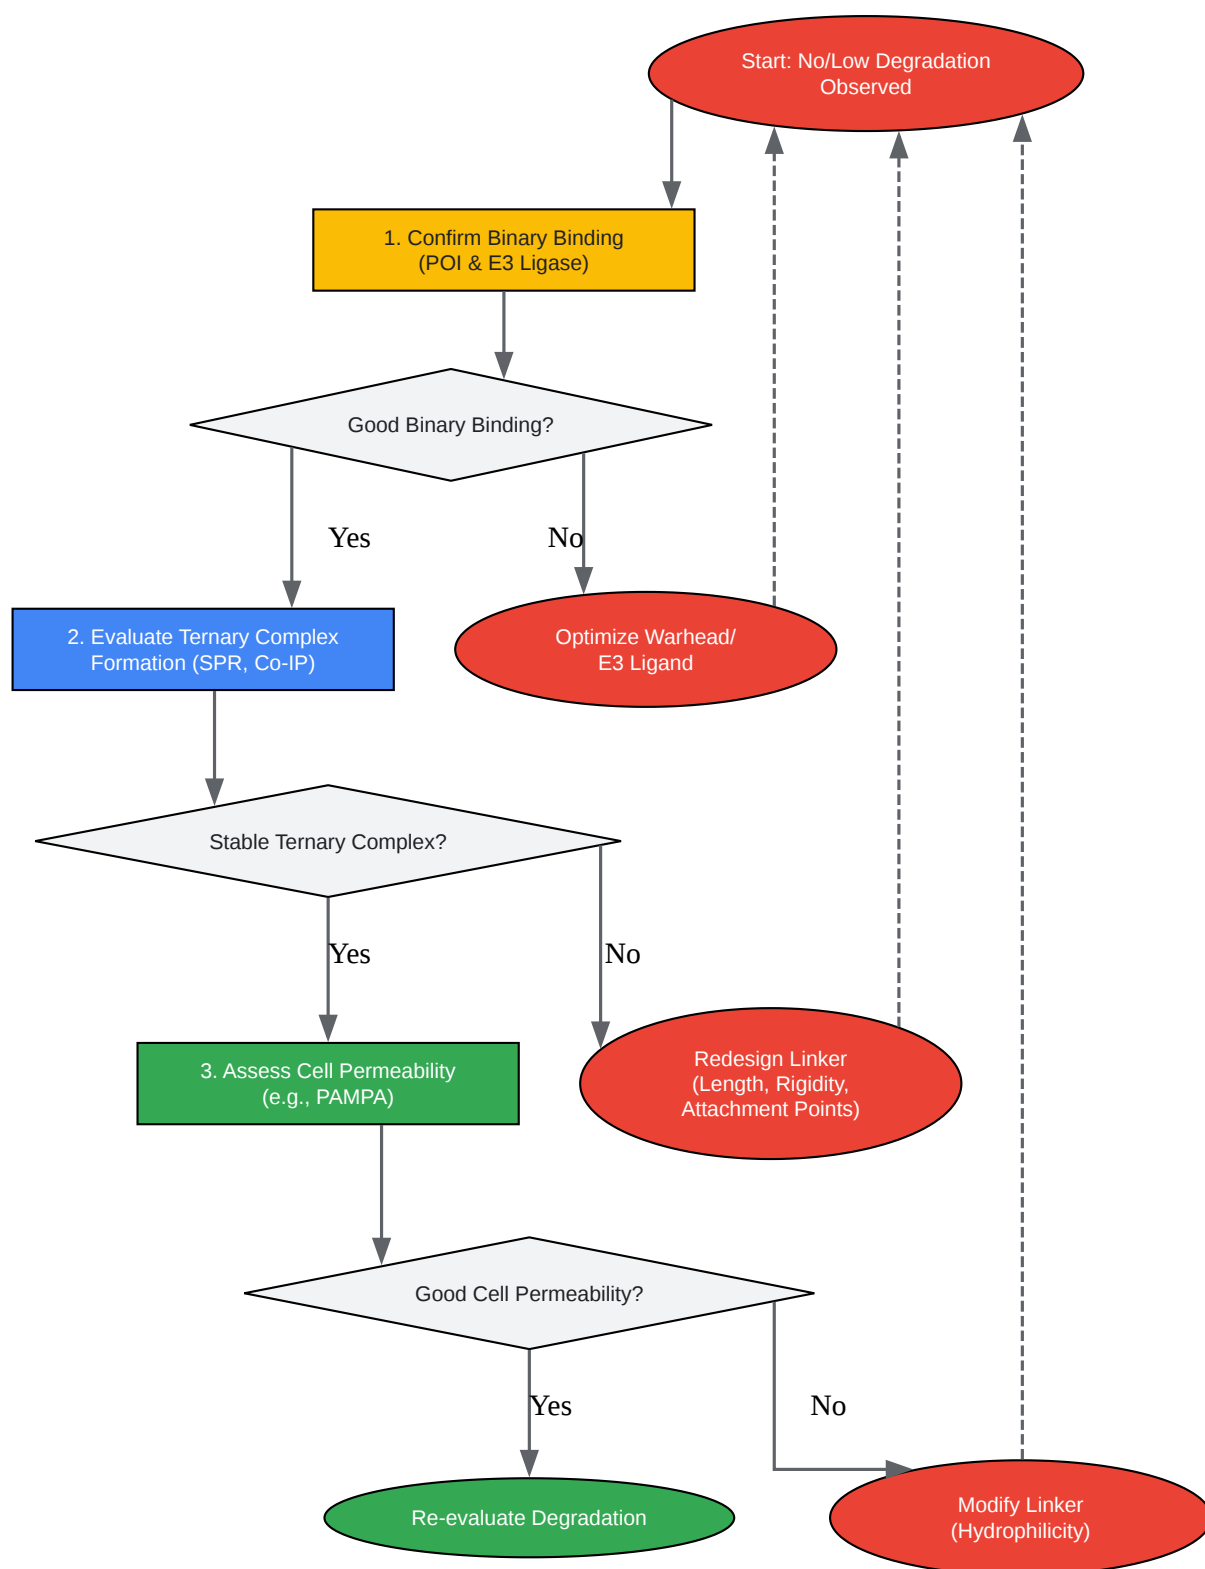 Start: No/Low Degradation
Observed
1. Confirm Binary Binding
(POI & E3 Ligase)
Good Binary Binding?
Yes
No
2. Evaluate Ternary Complex
Formation (SPR, Co-IP)
Optimize Warhead/
E3 Ligand
Stable Ternary Complex?
Yes
No
3. Assess Cell Permeability
(e.g., PAMPA)
Redesign Linker
(Length, Rigidity,
Attachment Points)
Good Cell Permeability?
Yes
No
Re-evaluate Degradation
Modify Linker
(Hydrophilicity)